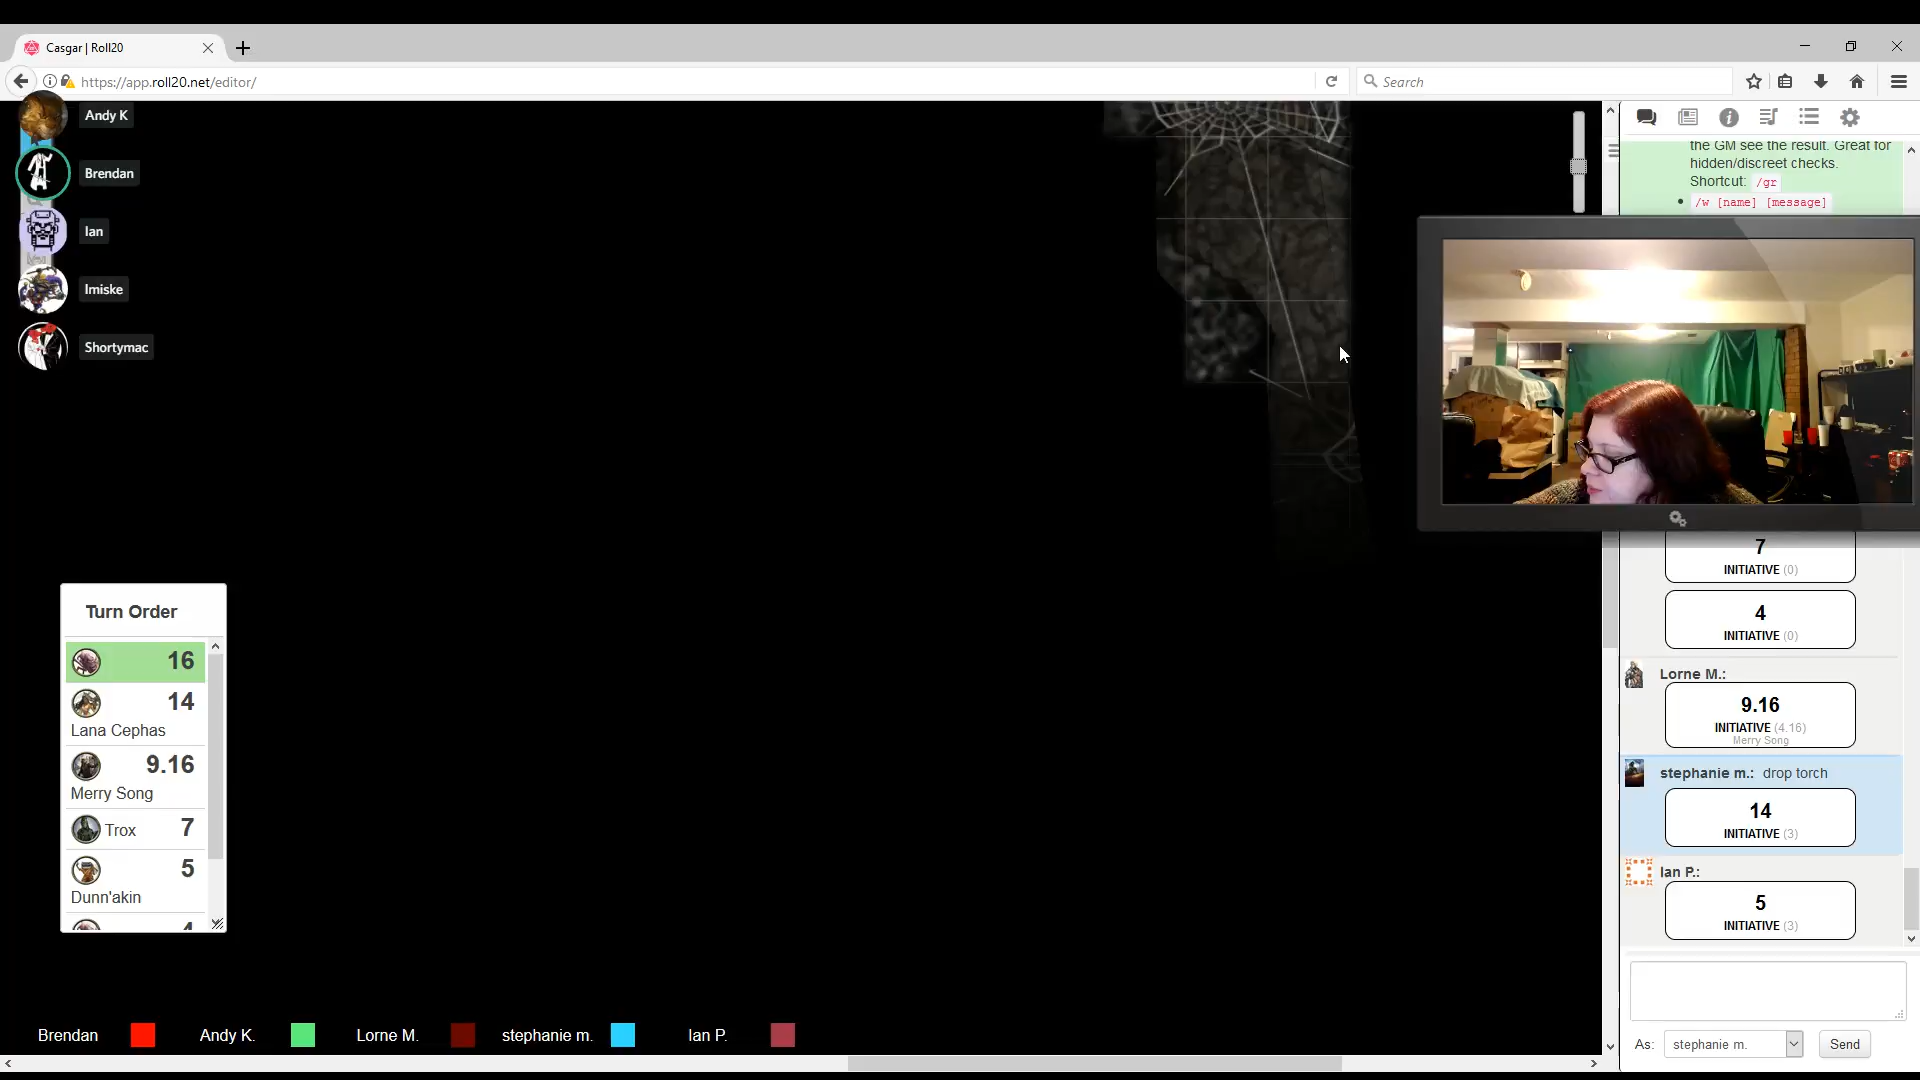 Casgar | Roll20
https://app.roll20.net/editor/
Search
Andy K
Brendan
Ian
Imiske
Shortymac
the GM see the result. Great for
hidden/discreet checks.
Shortcut: /gr
/w [name] [message]
7
INITIATIVE (0)
4
INITIATIVE (0)
Lorne M.:
9.16
INITIATIVE (4.16)
Merry Song
stephanie m.: drop torch
14
INITIATIVE (3)
Ian P.:
5
INITIATIVE (3)
Turn Order
16
14
Lana Cephas
9.16
Merry Song
Trox 7
5
Dunn'akin
4
Brendan
Andy K.
Lorne M.
stephanie m.
Ian P.
As: stephanie m.
Send